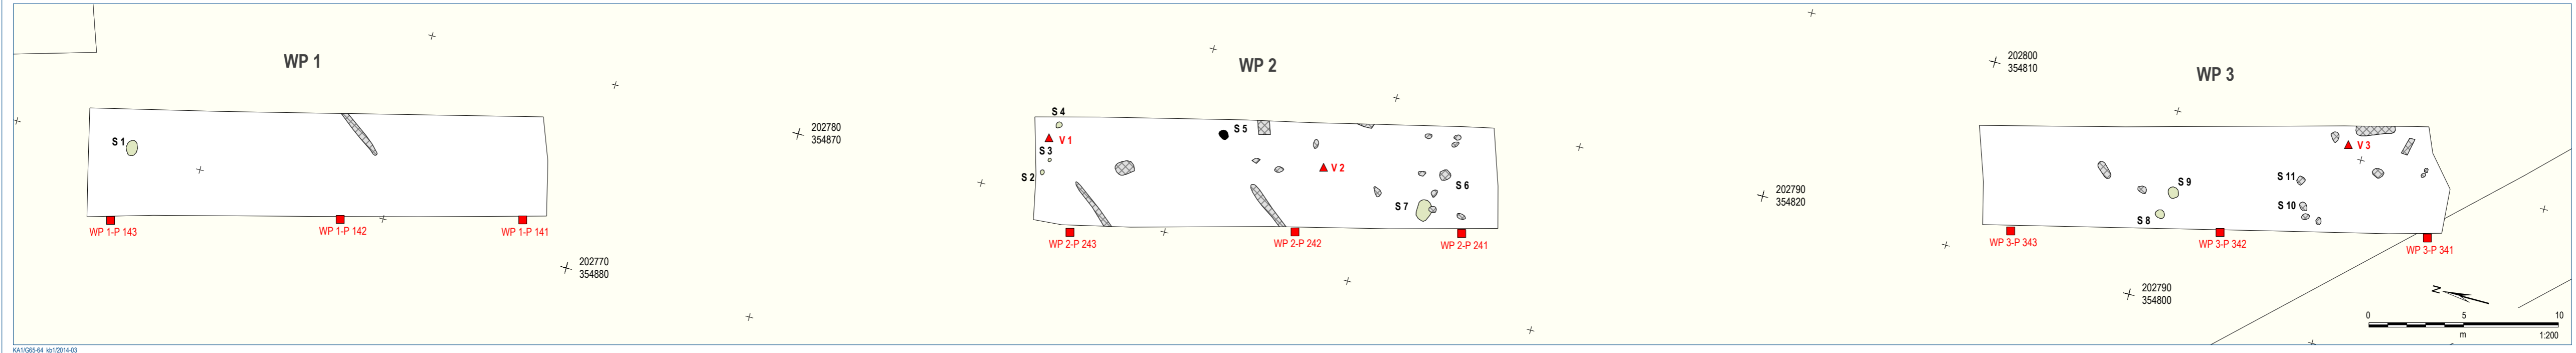 WP 1
WP 2
WP 3
202800
354810
S 4
V 1
S 5
202780
354870
S 1
S 3
V 2
V 3
S 2
S 6
S 11
S 9
202790
354820
S 7
S 10
S 8
WP 1-P 143
WP 1-P 142
WP 1-P 141
WP 2-P 243
WP 2-P 242
WP 2-P 241
WP 3-P 343
WP 3-P 342
WP 3-P 341
202770
354880
202790
354800
N
0 5 10
m 1:200
KA1/G65-64 kb1/2014-03